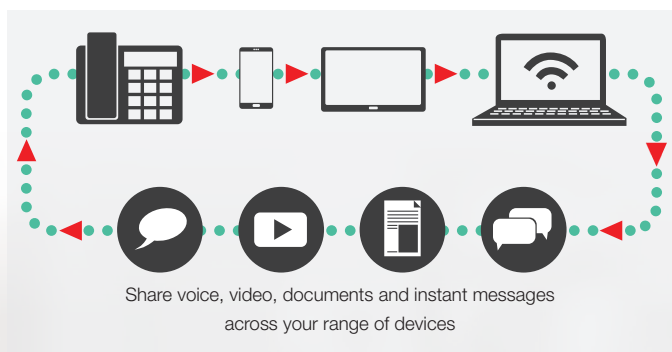 Share voice, video, documents and instant messages
across your range of devices